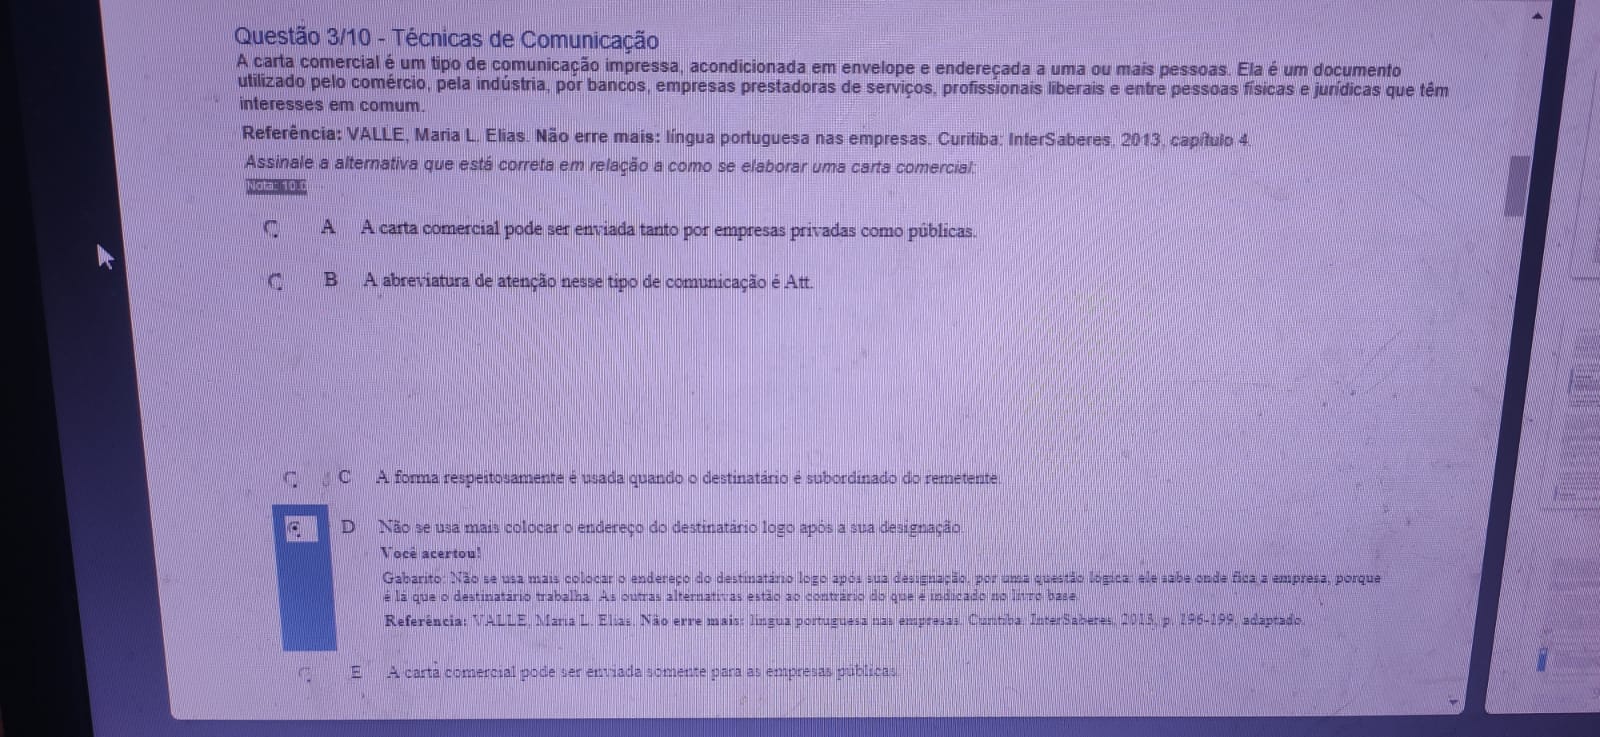 Questão 3/10 - Técnicas de Comunicação
A carta comercial é um tipo de comunicação impressa, acondicionada em envelope e endereçada a uma ou mais pessoas. Ela é um documento
utilizado pelo comércio, pela indústria, por bancos, empresas prestadoras de serviços, profissionais liberais e entre pessoas físicas e jurídicas que têm
interesses em comum.
Referência: VALLE, Maria L. Elias. Não erre mais: língua portuguesa nas empresas. Curitiba: InterSaberes, 2013, capítulo 4.
Assinale a alternativa que está correta em relação a como se elaborar uma carta comercial:
Nota: 10.0
A A carta comercial pode ser enviada tanto por empresas privadas como públicas.
B A abreviatura de atenção nesse tipo de comunicação é Att.
C A forma respeitosamente é usada quando o destinatário é subordinado do remetente.
D Não se usa mais colocar o endereço do destinatário logo após a sua designação.
Você acertou!
Gabarito: Não se usa mais colocar o endereço do destinatário logo após sua designação, por uma questão lógica: ele sabe onde fica a empresa, porque
é lá que o destinatário trabalha. As outras alternativas estão ao contrário do que é indicado no livro base.
Referência: VALLE, Maria L. Elias. Não erre mais: língua portuguesa nas empresas. Curitiba: InterSaberes, 2013, p. 196-199, adaptado.
E A carta comercial pode ser enviada somente para as empresas públicas.